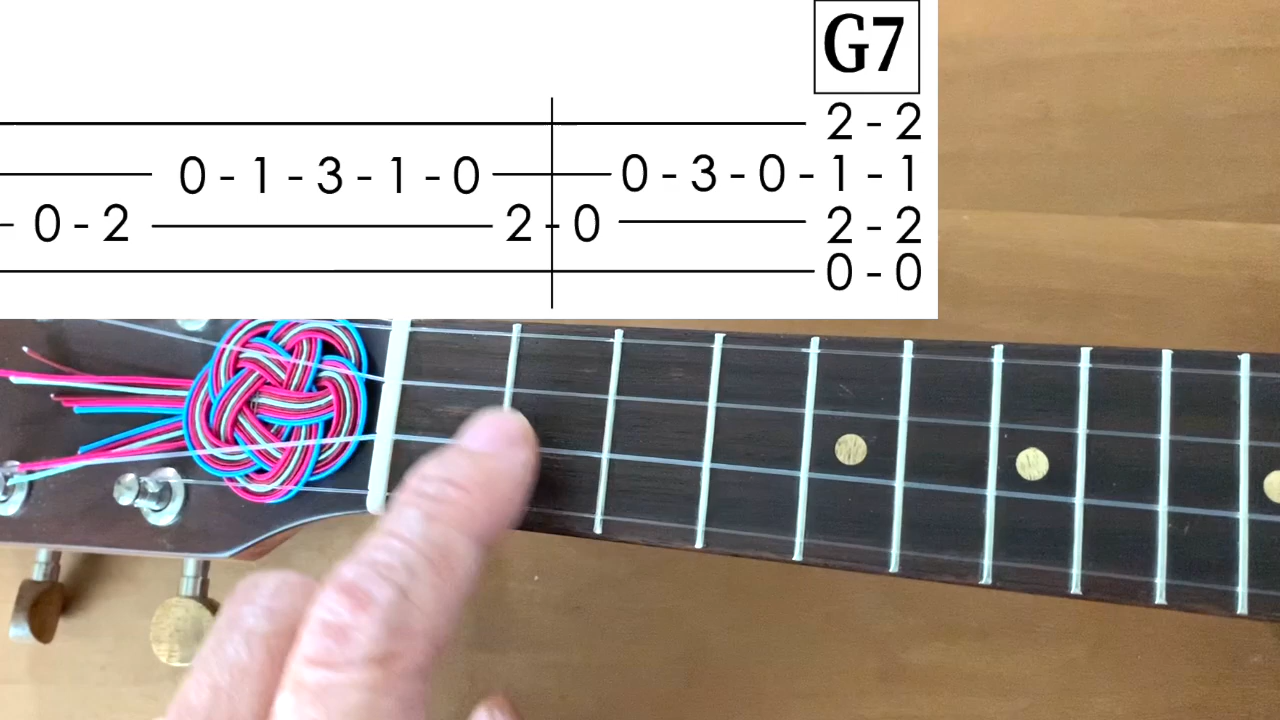 G7
2 - 2
0 - 1 - 3 - 1 - 0 0 - 3 - 0 - 1 - 1
- 0 - 2 2 - 0 2 - 2
0 - 0